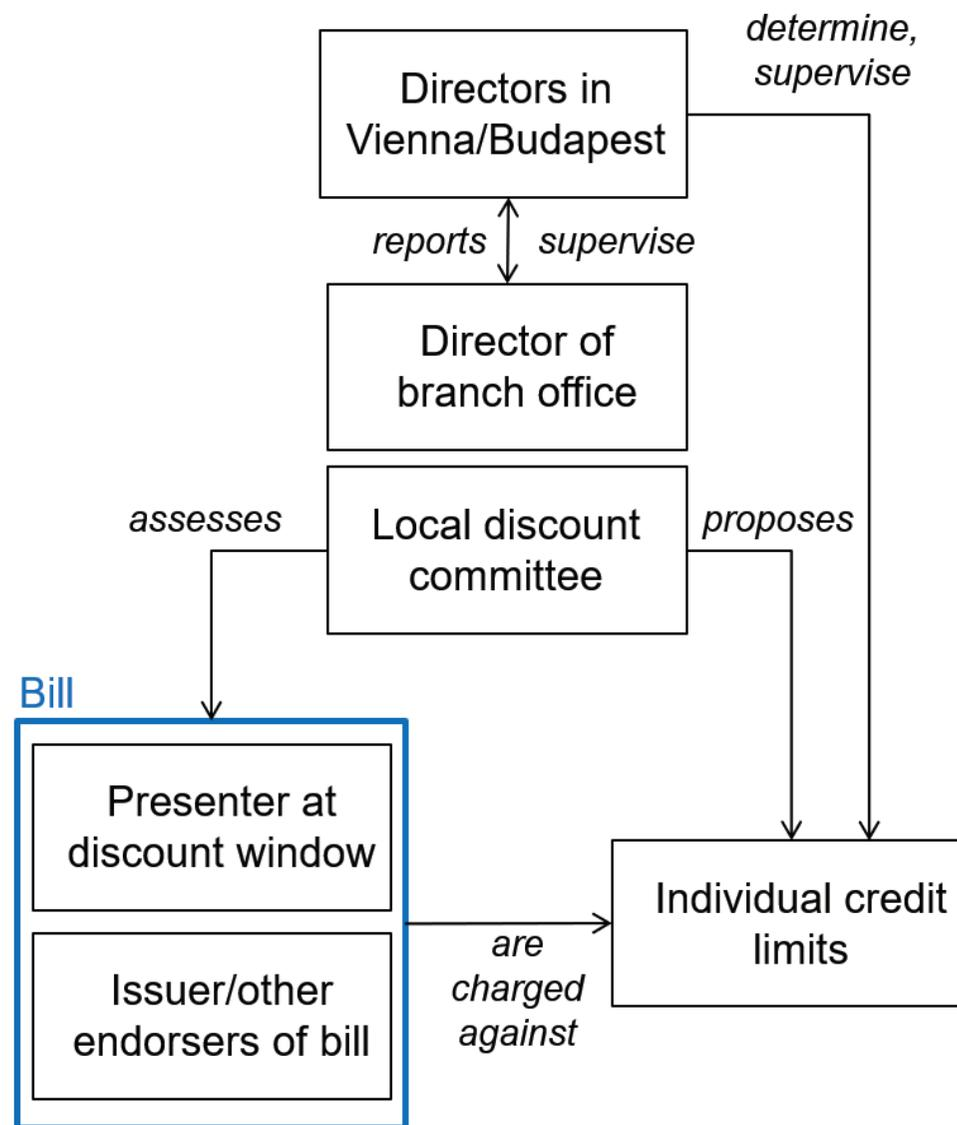 determine,
supervise
Directors in
Vienna/Budapest
reports
supervise
Director of
branch office
assesses
Local discount
committee
proposes
Bill
Presenter at
discount window
Issuer/other
endorsers of bill
are
charged
against
Individual credit
limits